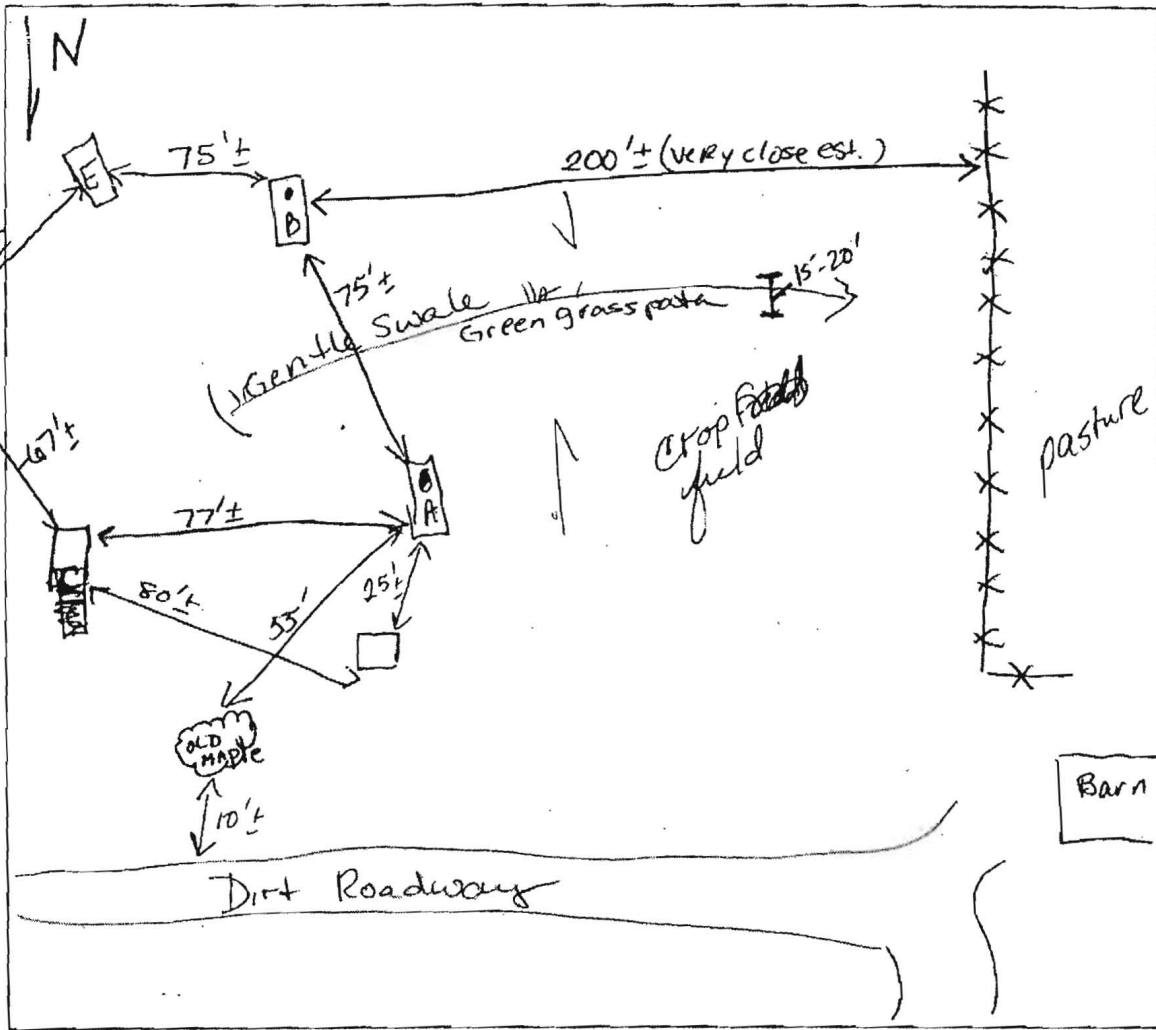 N
75'±
E
B
200'± (very close est.)
75'±
15'-20'
Gentle Swale
Green grass path
Crop
field
pasture
67'±
A
77'±
80'±
55'
25'±
OLD
MAPLE
10'±
Barn
Dirt Roadway